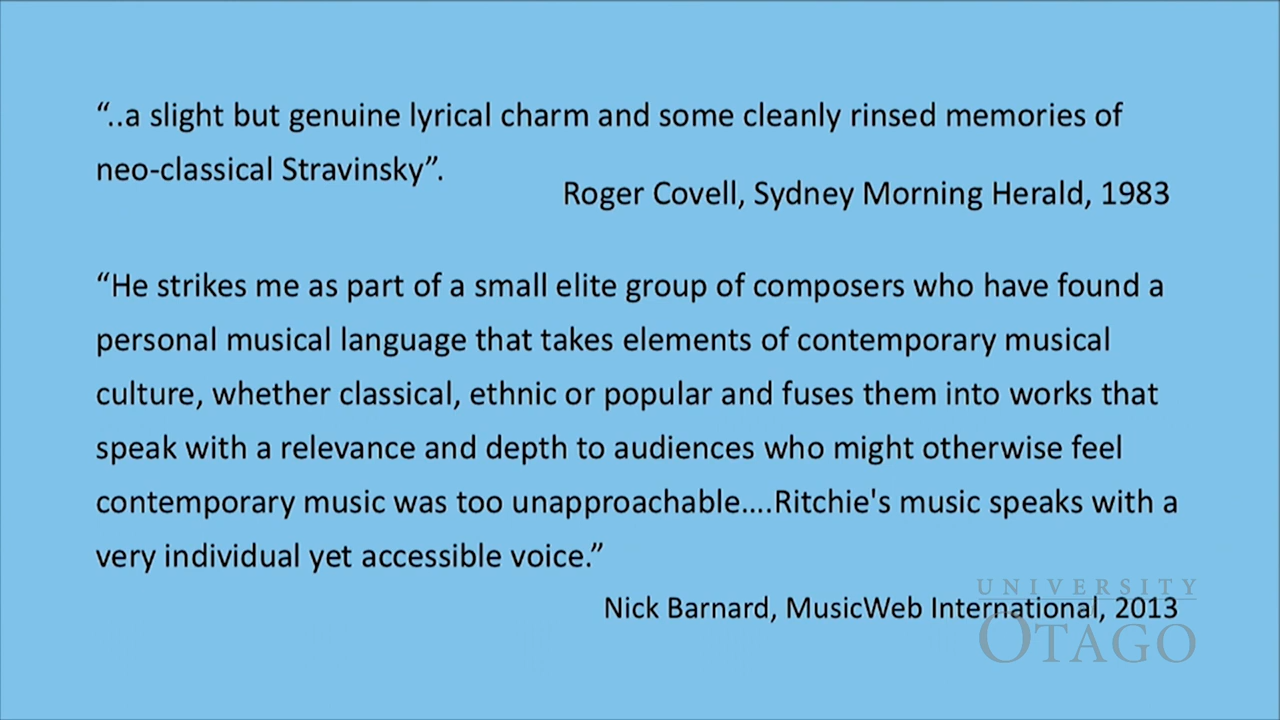 “..a slight but genuine lyrical charm and some cleanly rinsed memories of
neo-classical Stravinsky”.
Roger Covell, Sydney Morning Herald, 1983
“He strikes me as part of a small elite group of composers who have found a
personal musical language that takes elements of contemporary musical
culture, whether classical, ethnic or popular and fuses them into works that
speak with a relevance and depth to audiences who might otherwise feel
contemporary music was too unapproachable….Ritchie's music speaks with a
very individual yet accessible voice.”
Nick Barnard, MusicWeb International, 2013
UNIVERSITY
OTAGO